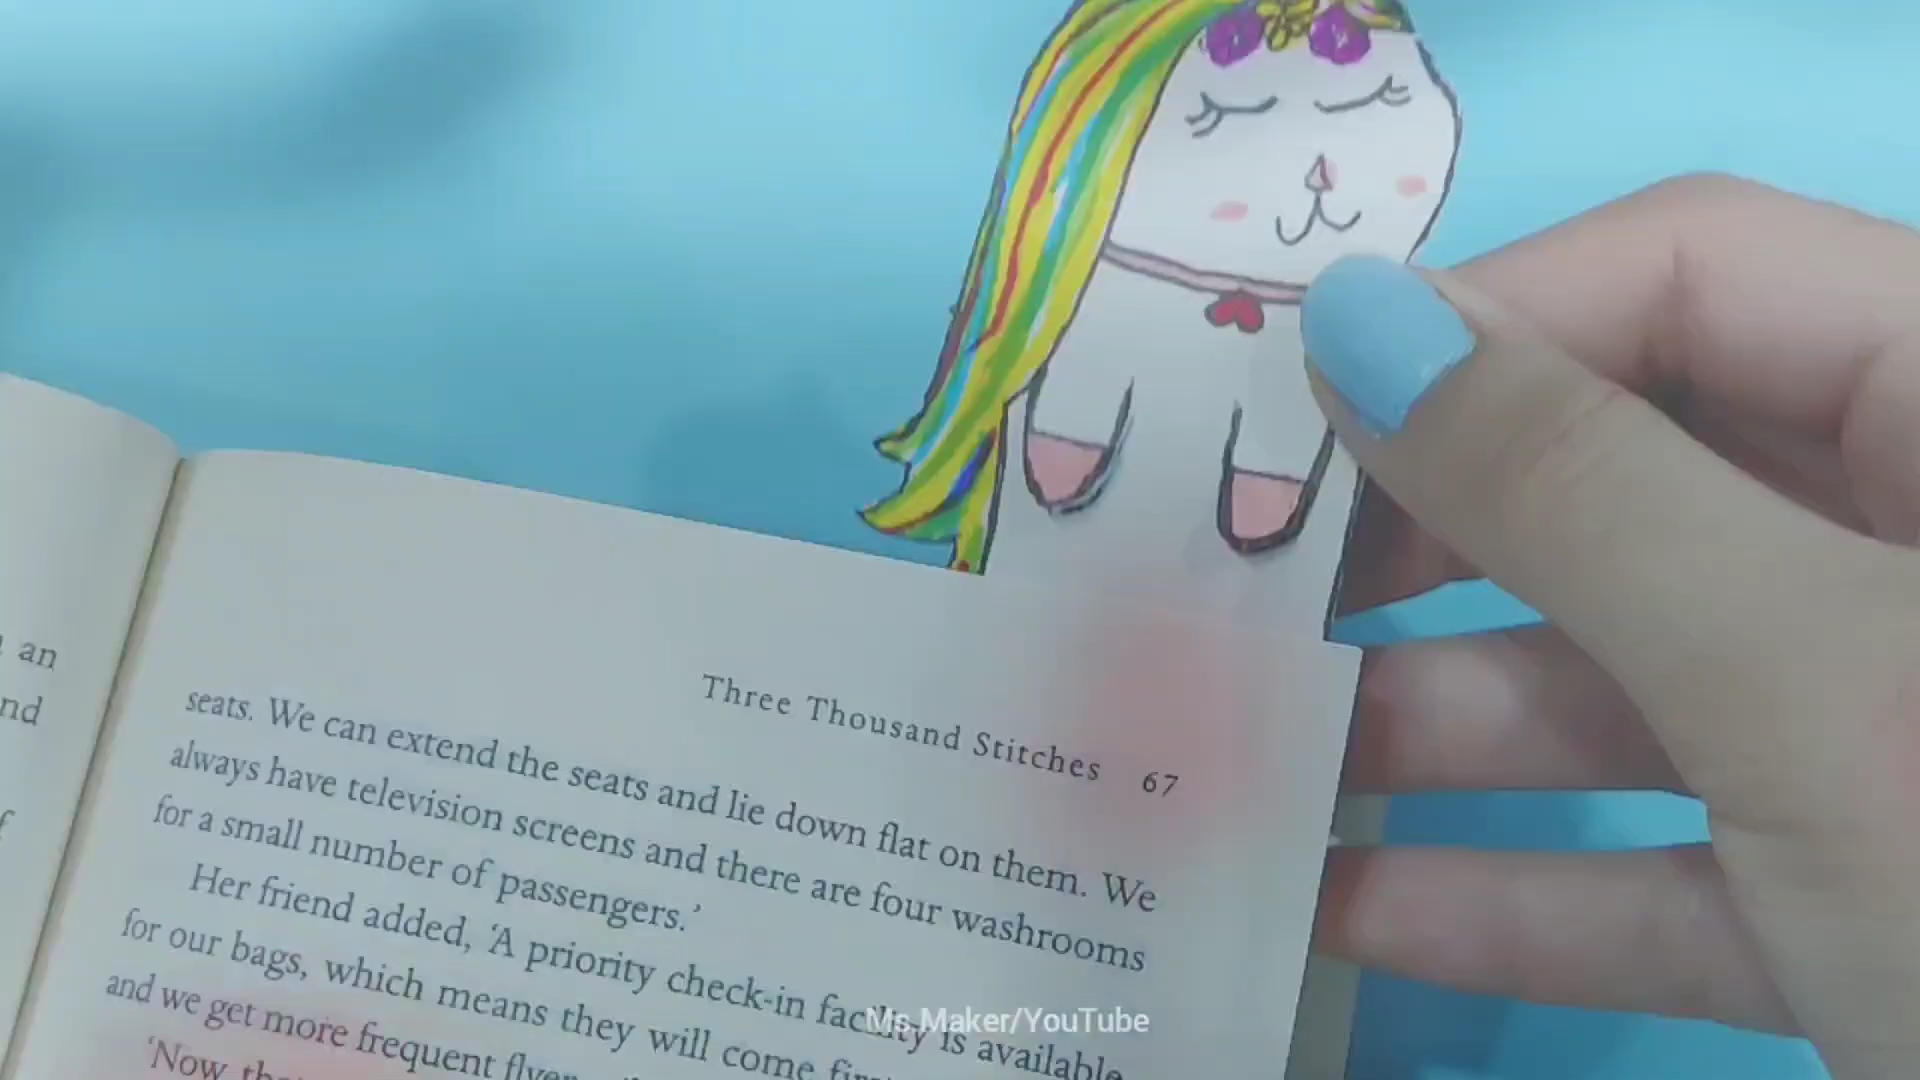 an
nd
f
Three Thousand Stitches 67
seats. We can extend the seats and lie down flat on them. We
always have television screens and there are four washrooms
for a small number of passengers.’
Her friend added, ‘A priority check-in facility is available
for our bags, which means they will come
and we get more frequent
‘Now
Ms.Maker/YouTube